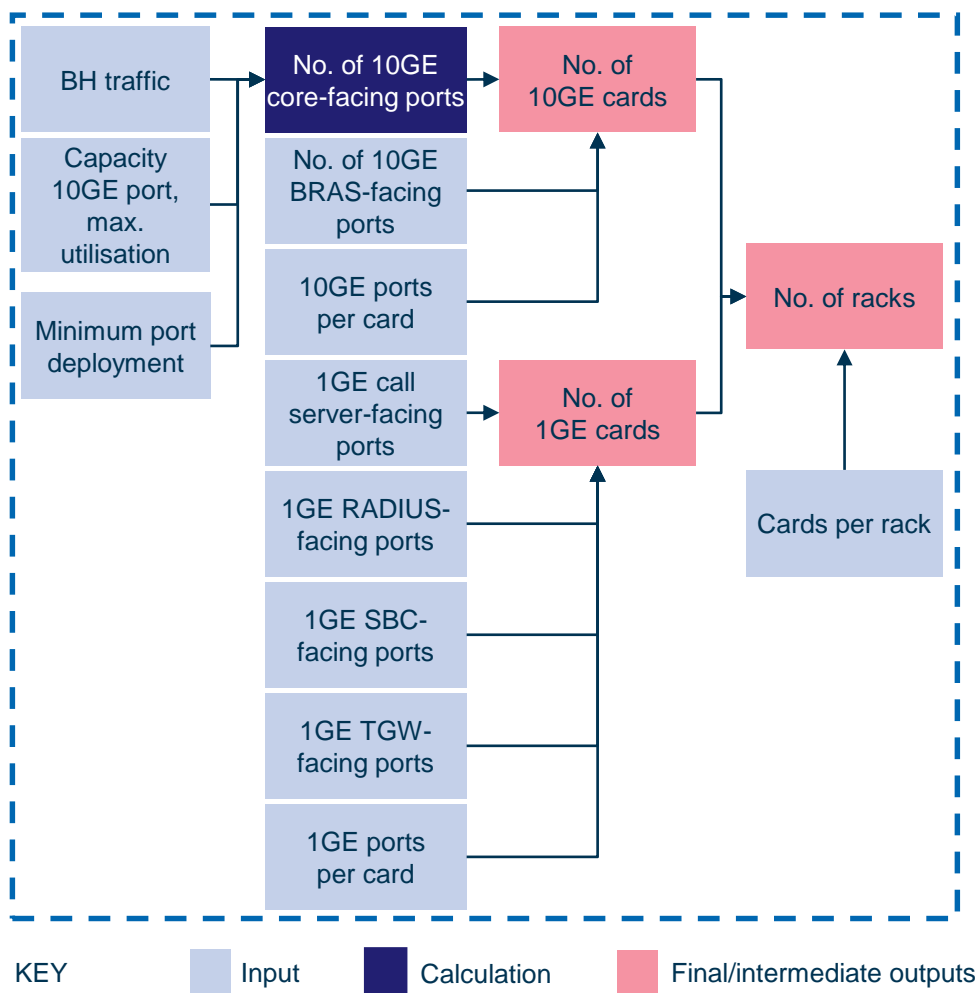 BH traffic
Capacity
10GE port,
max.
utilisation
Minimum port
deployment
No. of 10GE
core-facing ports
No. of 10GE
BRAS-facing
ports
10GE ports
per card
1GE call
server-facing
ports
1GE RADIUS-
facing ports
1GE SBC-
facing ports
1GE TGW-
facing ports
1GE ports
per card
No. of
10GE cards
No. of
1GE cards
No. of racks
Cards per rack
KEY
Input
Calculation
Final/intermediate outputs